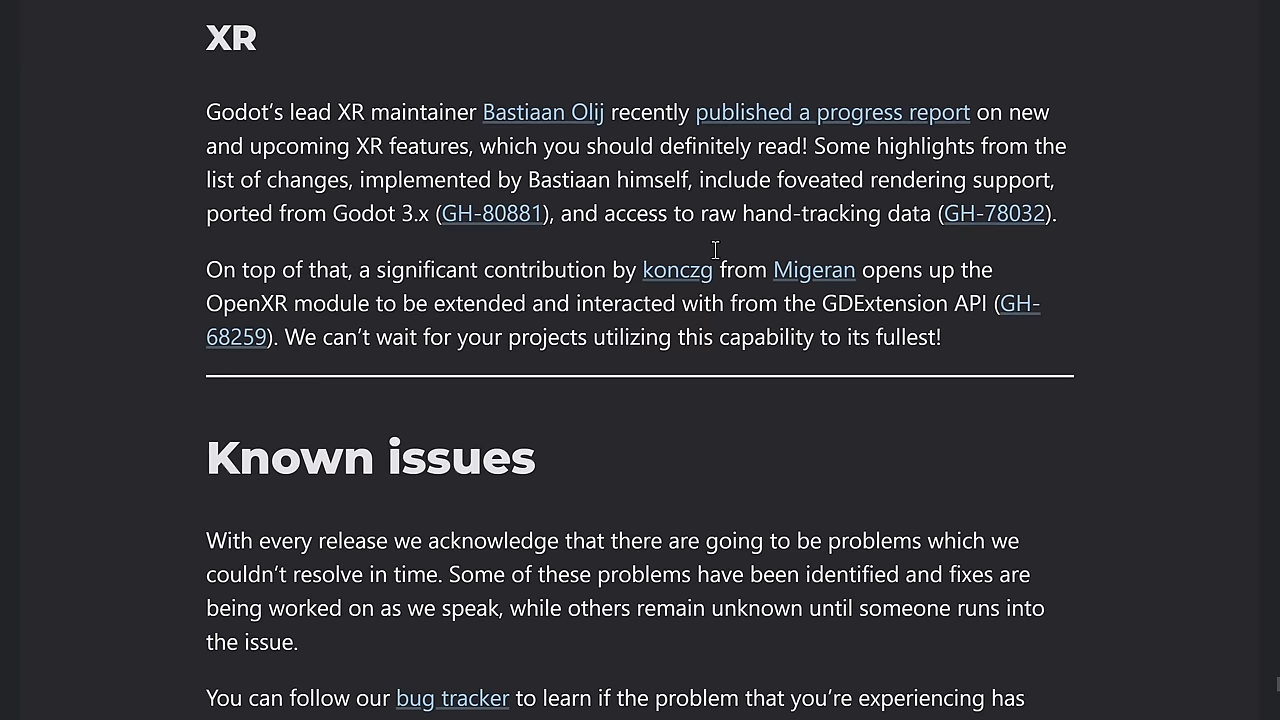 XR
Godot‘s lead XR maintainer Bastiaan Olij recently published a progress report on new
and upcoming XR features, which you should definitely read! Some highlights from the
list of changes, implemented by Bastiaan himself, include foveated rendering support,
ported from Godot 3.x (GH-80881), and access to raw hand-tracking data (GH-78032).
On top of that, a significant contribution by konczg from Migeran opens up the
OpenXR module to be extended and interacted with from the GDExtension API (GH-
68259). We can’t wait for your projects utilizing this capability to its fullest!
Known issues
With every release we acknowledge that there are going to be problems which we
couldn’t resolve in time. Some of these problems have been identified and fixes are
being worked on as we speak, while others remain unknown until someone runs into
the issue.
You can follow our bug tracker to learn if the problem that you’re experiencing has